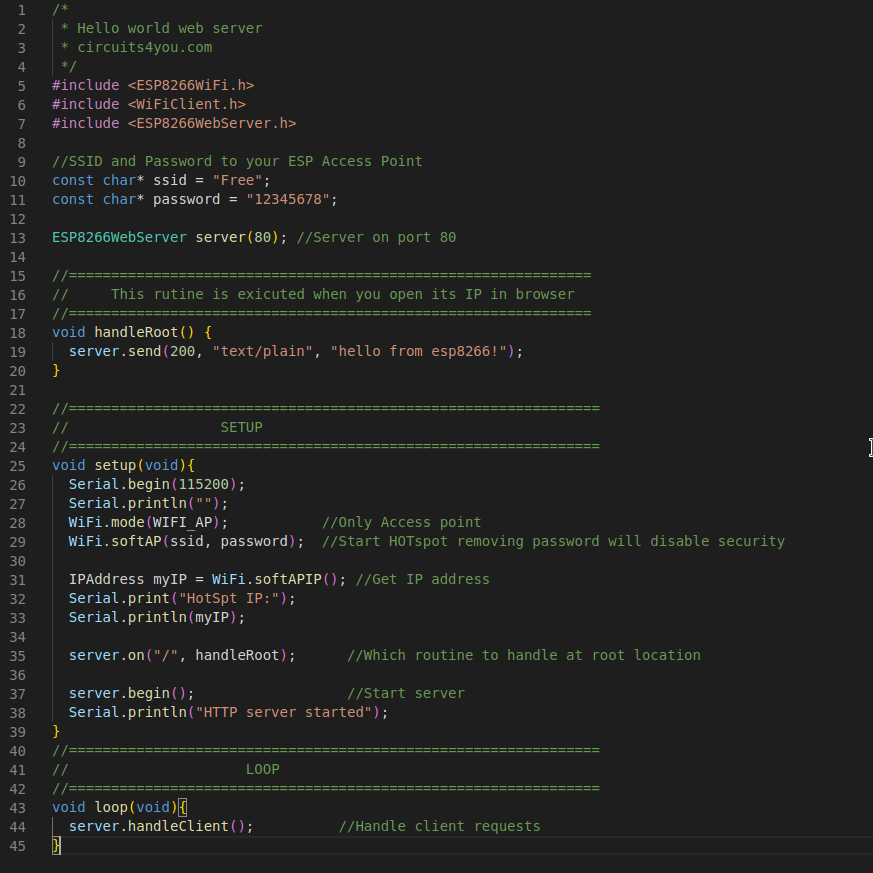 1 /*
2  * Hello world web server
3  * circuits4you.com
4  */
5 #include <ESP8266WiFi.h>
6 #include <WiFiClient.h>
7 #include <ESP8266WebServer.h>
8
9 //SSID and Password to your ESP Access Point
10 const char* ssid = "Free";
11 const char* password = "12345678";
12
13 ESP8266WebServer server(80); //Server on port 80
14
15 //==============================================================
16 //     This rutine is exicuted when you open its IP in browser
17 //==============================================================
18 void handleRoot() {
19   server.send(200, "text/plain", "hello from esp8266!");
20 }
21
22 //===============================================================
23 //                  SETUP
24 //===============================================================
25 void setup(void){
26   Serial.begin(115200);
27   Serial.println("");
28   WiFi.mode(WIFI_AP);           //Only Access point
29   WiFi.softAP(ssid, password);  //Start HOTspot removing password will disable security
30
31   IPAddress myIP = WiFi.softAPIP(); //Get IP address
32   Serial.print("HotSpt IP:");
33   Serial.println(myIP);
34
35   server.on("/", handleRoot);      //Which routine to handle at root location
36
37   server.begin();                  //Start server
38   Serial.println("HTTP server started");
39 }
40 //===============================================================
41 //                     LOOP
42 //===============================================================
43 void loop(void){
44   server.handleClient();          //Handle client requests
45 }